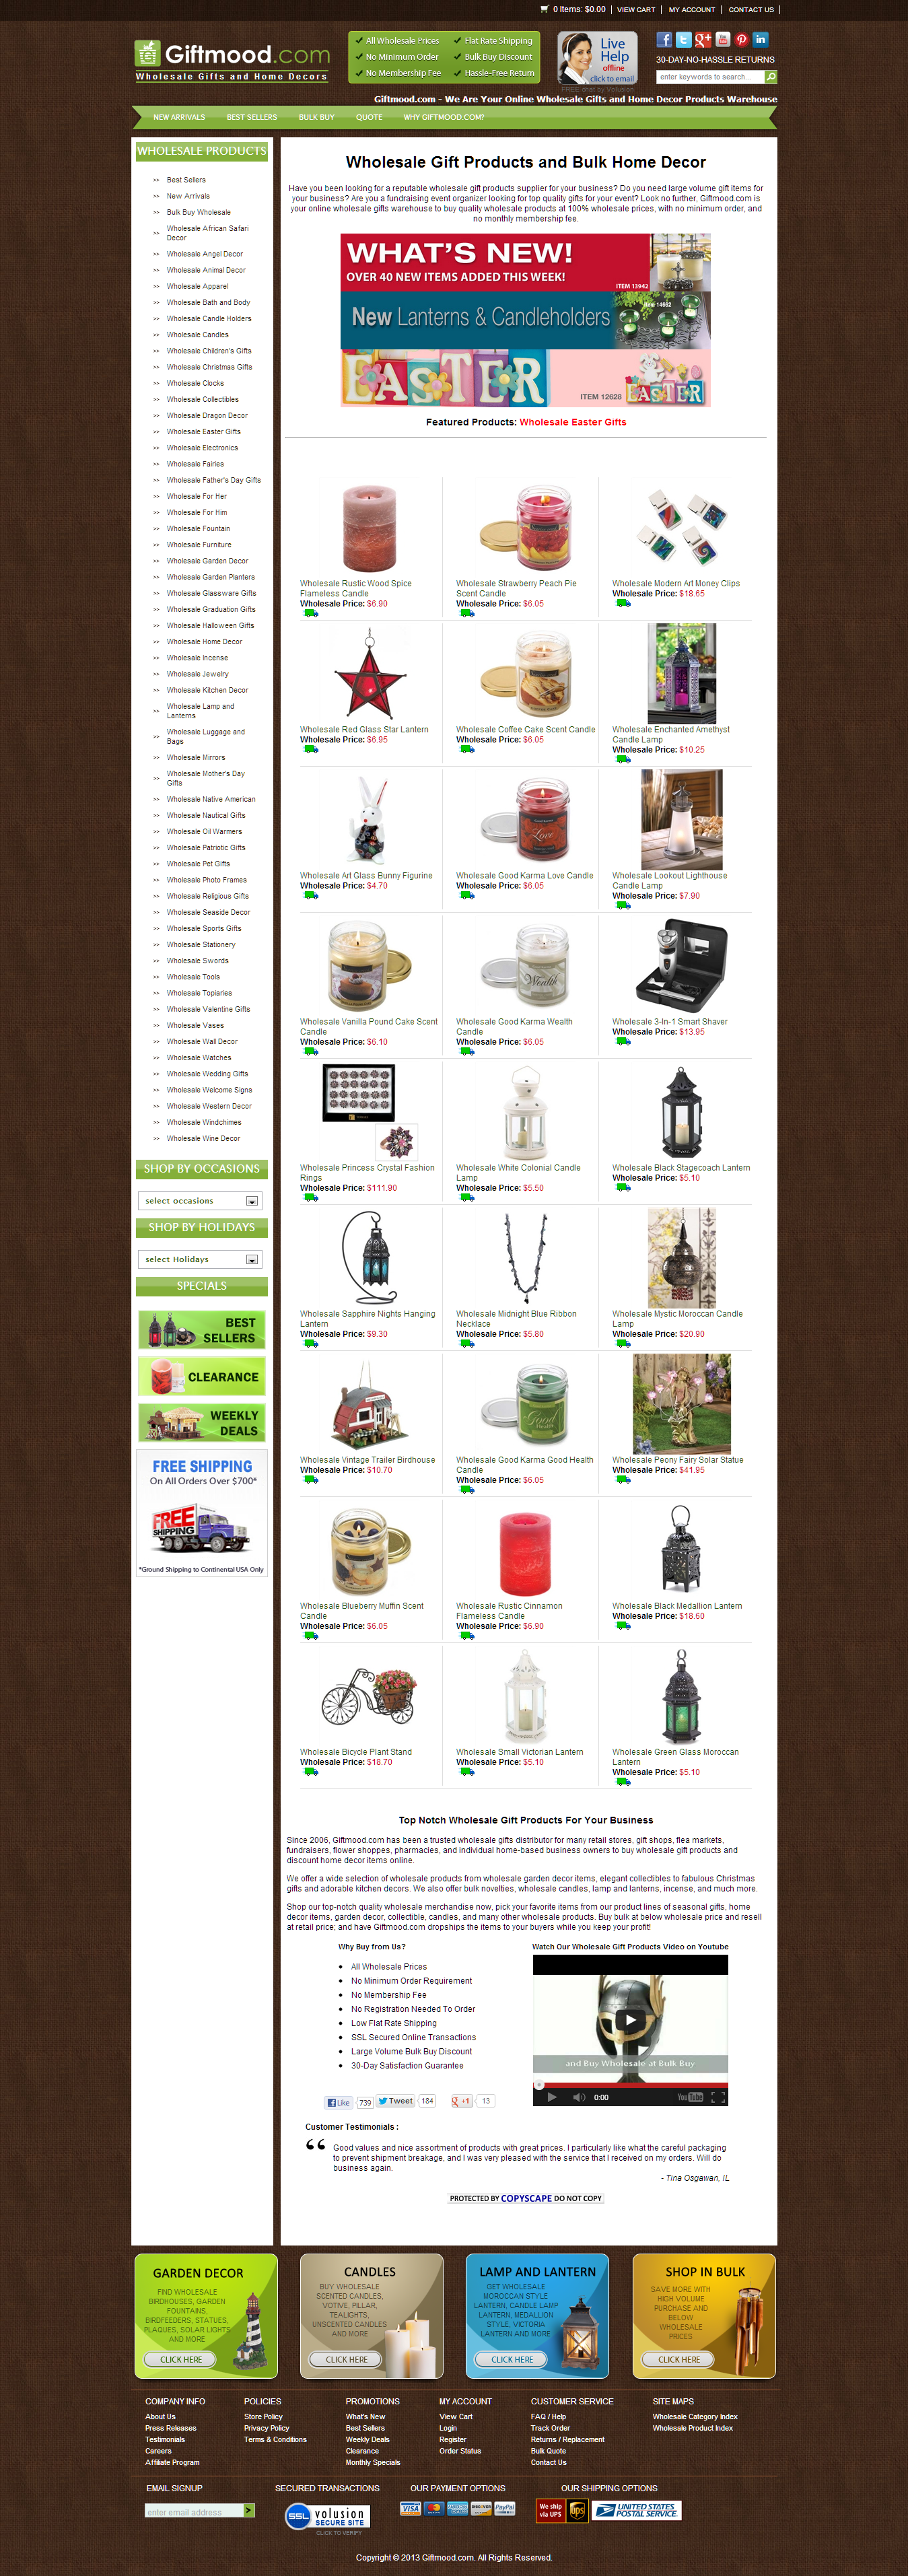 0 Items: $0.00
VIEW CART
MY ACCOUNT
CONTACT US
Giftmood.com
Wholesale Gifts and Home Decors
All Wholesale Prices
Flat Rate Shipping
No Minimum Order
Bulk Buy Discount
No Membership Fee
Hassle-Free Return
Live
Help
offline
click to email
FREE chat by Volusion
30-DAY-NO-HASSLE RETURNS
enter keywords to search...
Giftmood.com - We Are Your Online Wholesale Gifts and Home Decor Products Warehouse
NEW ARRIVALS
BEST SELLERS
BULK BUY
QUOTE
WHY GIFTMOOD.COM?
WHOLESALE PRODUCTS
Best Sellers
New Arrivals
Bulk Buy Wholesale
Wholesale African Safari
Decor
Wholesale Angel Decor
Wholesale Animal Decor
Wholesale Apparel
Wholesale Bath and Body
Wholesale Candle Holders
Wholesale Candles
Wholesale Children's Gifts
Wholesale Christmas Gifts
Wholesale Clocks
Wholesale Collectibles
Wholesale Dragon Decor
Wholesale Easter Gifts
Wholesale Electronics
Wholesale Fairies
Wholesale Father's Day Gifts
Wholesale For Her
Wholesale For Him
Wholesale Fountain
Wholesale Furniture
Wholesale Garden Decor
Wholesale Garden Planters
Wholesale Glassware Gifts
Wholesale Graduation Gifts
Wholesale Halloween Gifts
Wholesale Home Decor
Wholesale Incense
Wholesale Jewelry
Wholesale Kitchen Decor
Wholesale Lamp and
Lanterns
Wholesale Luggage and
Bags
Wholesale Mirrors
Wholesale Mother's Day
Gifts
Wholesale Native American
Wholesale Nautical Gifts
Wholesale Oil Warmers
Wholesale Patriotic Gifts
Wholesale Pet Gifts
Wholesale Photo Frames
Wholesale Religious Gifts
Wholesale Seaside Decor
Wholesale Sports Gifts
Wholesale Stationery
Wholesale Swords
Wholesale Tools
Wholesale Topiaries
Wholesale Valentine Gifts
Wholesale Vases
Wholesale Wall Decor
Wholesale Watches
Wholesale Wedding Gifts
Wholesale Welcome Signs
Wholesale Western Decor
Wholesale Windchimes
Wholesale Wine Decor
SHOP BY OCCASIONS
select occasions
SHOP BY HOLIDAYS
select Holidays
SPECIALS
BEST
SELLERS
CLEARANCE
WEEKLY
DEALS
FREE SHIPPING
On All Orders Over $700*
FREE
SHIPPING
*Ground Shipping to Continental USA Only
Wholesale Gift Products and Bulk Home Decor
Have you been looking for a reputable wholesale gift products supplier for your business? Do you need large volume gift items for
your business? Are you a fundraising event organizer looking for top quality gifts for your event? Look no further, Giftmood.com is
your online wholesale gifts warehouse to buy quality wholesale products at 100% wholesale prices, with no minimum order, and
no monthly membership fee.
WHAT'S NEW!
OVER 40 NEW ITEMS ADDED THIS WEEK!
ITEM 13942
New Lanterns & Candleholders
Item 14662
EASTER
ITEM 12628
EASTER
Featured Products: Wholesale Easter Gifts
Wholesale Rustic Wood Spice
Flameless Candle
Wholesale Price: $6.90
Wholesale Strawberry Peach Pie
Scent Candle
Wholesale Price: $6.05
Wholesale Modern Art Money Clips
Wholesale Price: $18.65
Wholesale Red Glass Star Lantern
Wholesale Price: $6.95
Wholesale Coffee Cake Scent Candle
Wholesale Price: $6.05
Wholesale Enchanted Amethyst
Candle Lamp
Wholesale Price: $10.25
Wholesale Art Glass Bunny Figurine
Wholesale Price: $4.70
Love
Wholesale Good Karma Love Candle
Wholesale Price: $6.05
Wholesale Lookout Lighthouse
Candle Lamp
Wholesale Price: $7.90
Wholesale Vanilla Pound Cake Scent
Candle
Wholesale Price: $6.10
Wealth
Wholesale Good Karma Wealth
Candle
Wholesale Price: $6.05
Wholesale 3-In-1 Smart Shaver
Wholesale Price: $13.95
Wholesale Princess Crystal Fashion
Rings
Wholesale Price: $111.90
Wholesale White Colonial Candle
Lamp
Wholesale Price: $5.50
Wholesale Black Stagecoach Lantern
Wholesale Price: $5.10
Wholesale Sapphire Nights Hanging
Lantern
Wholesale Price: $9.30
Wholesale Midnight Blue Ribbon
Necklace
Wholesale Price: $5.80
Wholesale Mystic Moroccan Candle
Lamp
Wholesale Price: $20.90
Wholesale Vintage Trailer Birdhouse
Wholesale Price: $10.70
Good
Health
Wholesale Good Karma Good Health
Candle
Wholesale Price: $6.05
Wholesale Peony Fairy Solar Statue
Wholesale Price: $41.95
Wholesale Blueberry Muffin Scent
Candle
Wholesale Price: $6.05
Wholesale Rustic Cinnamon
Flameless Candle
Wholesale Price: $6.90
Wholesale Black Medallion Lantern
Wholesale Price: $18.60
Wholesale Bicycle Plant Stand
Wholesale Price: $18.70
Wholesale Small Victorian Lantern
Wholesale Price: $5.10
Wholesale Green Glass Moroccan
Lantern
Wholesale Price: $5.10
Top Notch Wholesale Gift Products For Your Business
Since 2006, Giftmood.com has been a trusted wholesale gifts distributor for many retail stores, gift shops, flea markets,
fundraisers, flower shoppes, pharmacies, and individual home-based business owners to buy wholesale gift products and
discount home decor items online.
We offer a wide selection of wholesale products from wholesale garden decor items, elegant collectibles to fabulous Christmas
gifts and adorable kitchen decors. We also offer bulk novelties, wholesale candles, lamp and lanterns, incense, and much more.
Shop our top-notch quality wholesale merchandise now, pick your favorite items from our product lines of seasonal gifts, home
decor items, garden decor, collectible, candles, and many other wholesale products. Buy bulk at below wholesale price and resell
at retail price; and have Giftmood.com dropships the items to your buyers while you keep your profit!
Why Buy from Us?
All Wholesale Prices
No Minimum Order Requirement
No Membership Fee
No Registration Needed To Order
Low Flat Rate Shipping
SSL Secured Online Transactions
Large Volume Bulk Buy Discount
30-Day Satisfaction Guarantee
Watch Our Wholesale Gift Products Video on Youtube
and Buy Wholesale at Bulk Buy
0:00
YouTube
Like 739
Tweet 184
+1 13
Customer Testimonials :
Good values and nice assortment of products with great prices. I particularly like what the careful packaging
to prevent shipment breakage, and I was very pleased with the service that I received on my orders. Will do
business again.
- Tina Osgawan, IL
PROTECTED BY COPYSCAPE DO NOT COPY
GARDEN DECOR
FIND WHOLESALE
BIRDHOUSES, GARDEN
FOUNTAINS,
BIRDFEEDERS, STATUES,
PLAQUES, SOLAR LIGHTS
AND MORE
CLICK HERE
CANDLES
BUY WHOLESALE
SCENTED CANDLES,
VOTIVE, PILLAR,
TEALIGHTS,
UNSCENTED CANDLES
AND MORE
CLICK HERE
LAMP AND LANTERN
GET WHOLESALE
MOROCCAN STYLE
LANTERN, CANDLE LAMP
LANTERN, MEDALLION
STYLE, VICTORIA
LANTERN AND MORE
CLICK HERE
SHOP IN BULK
SAVE MORE WITH
HIGH VOLUME
PURCHASE AND
BELOW
WHOLESALE
PRICES
CLICK HERE
COMPANY INFO
About Us
Press Releases
Testimonials
Careers
Affiliate Program
POLICIES
Store Policy
Privacy Policy
Terms & Conditions
PROMOTIONS
What's New
Best Sellers
Weekly Deals
Clearance
Monthly Specials
MY ACCOUNT
View Cart
Login
Register
Order Status
CUSTOMER SERVICE
FAQ / Help
Track Order
Returns / Replacement
Bulk Quote
Contact Us
SITE MAPS
Wholesale Category Index
Wholesale Product Index
EMAIL SIGNUP
enter email address
SECURED TRANSACTIONS
SSL
volusion
SECURE SITE
CLICK TO VERIFY
OUR PAYMENT OPTIONS
VISA
MasterCard
DISCOVER
PayPal
OUR SHIPPING OPTIONS
We ship
via UPS
ups
UNITED STATES
POSTAL SERVICE
Copyright © 2013 Giftmood.com. All Rights Reserved.